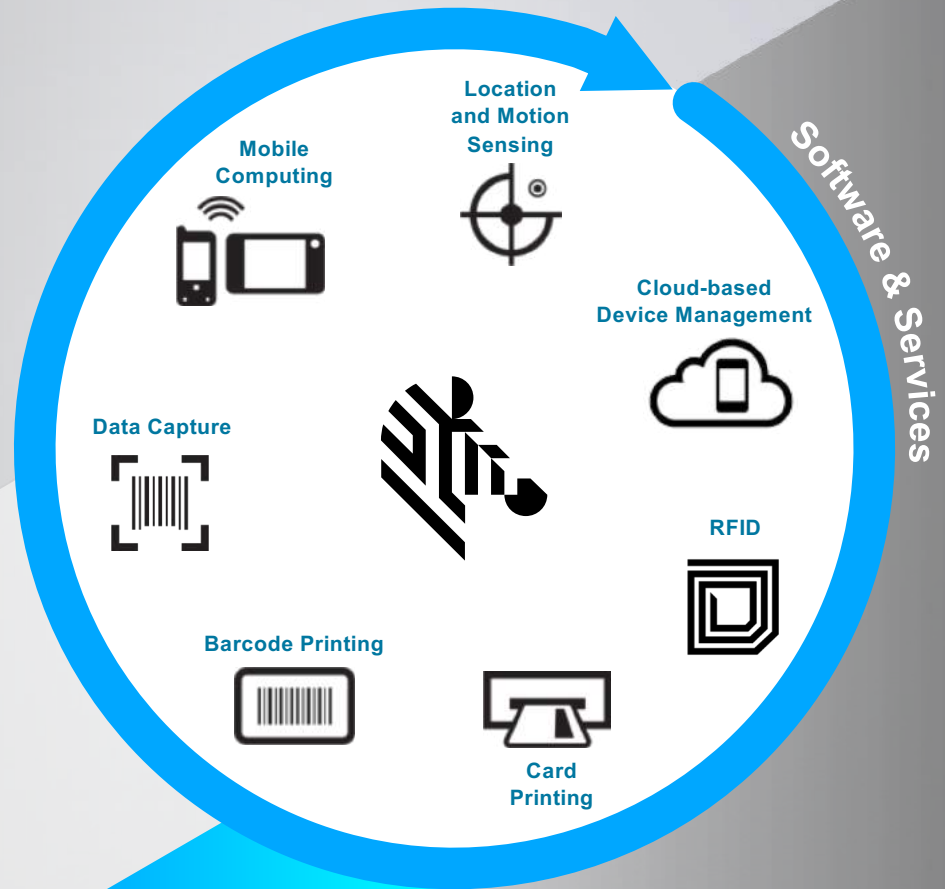 Location
and Motion
Sensing
Mobile
Computing
Software & Services
Cloud-based
Device Management
Data Capture
RFID
Barcode Printing
Card
Printing